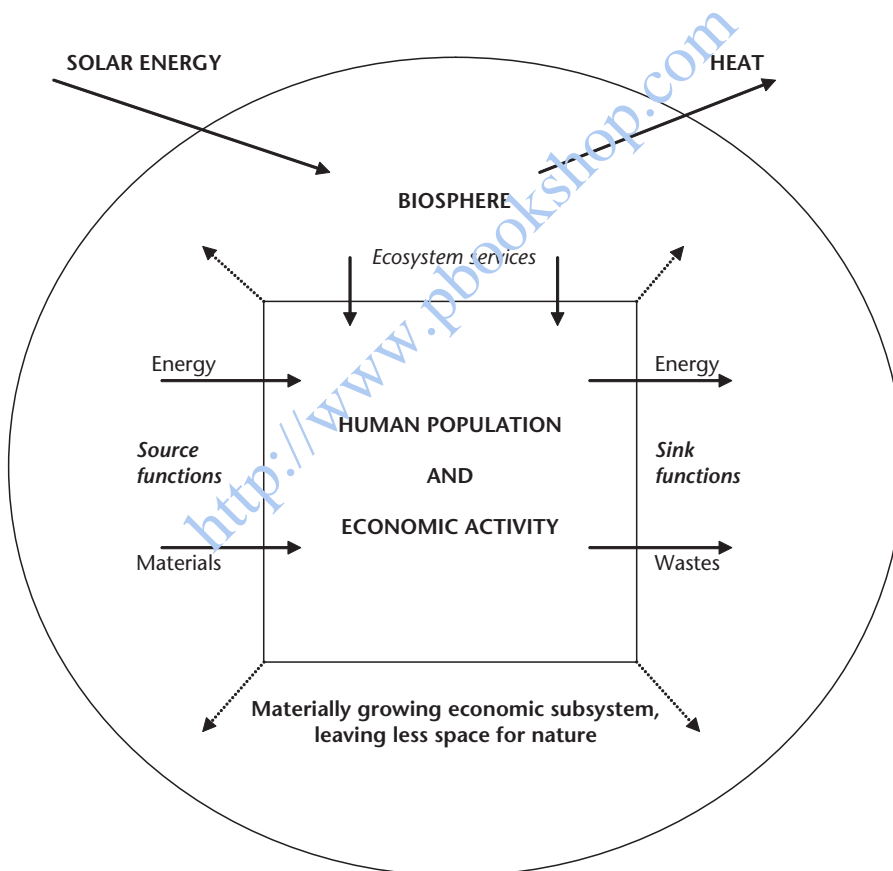 SOLAR ENERGY
HEAT
BIOSPHERE
Ecosystem services
Energy
Energy
HUMAN POPULATION
Source
functions
AND
Sink
functions
ECONOMIC ACTIVITY
Materials
Wastes
Materially growing economic subsystem,
leaving less space for nature
http://www.pbookshop.com